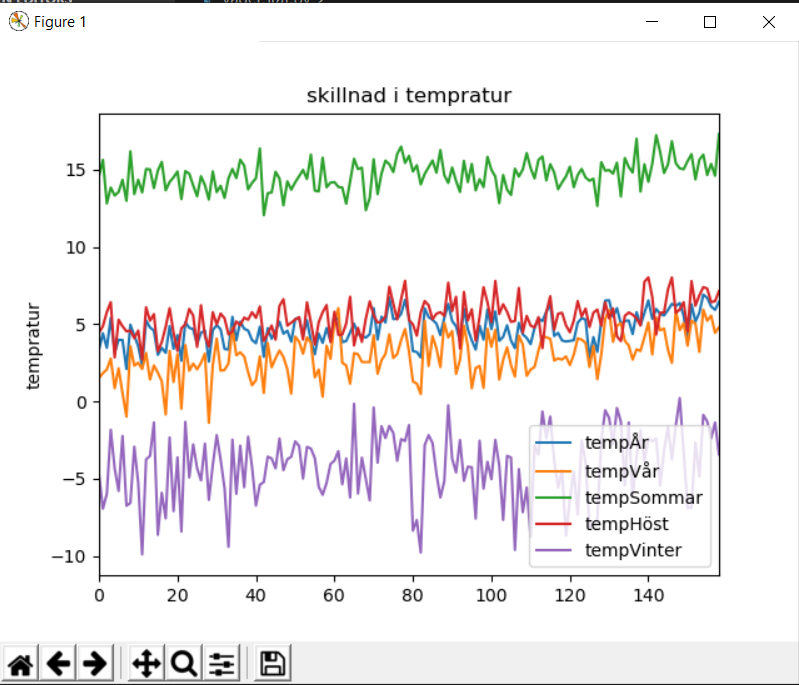 Figure 1
skillnad i tempratur
tempratur
15
10
5
0
−5
−10
0 20 40 60 80 100 120 140
tempÅr
tempVår
tempSommar
tempHöst
tempVinter